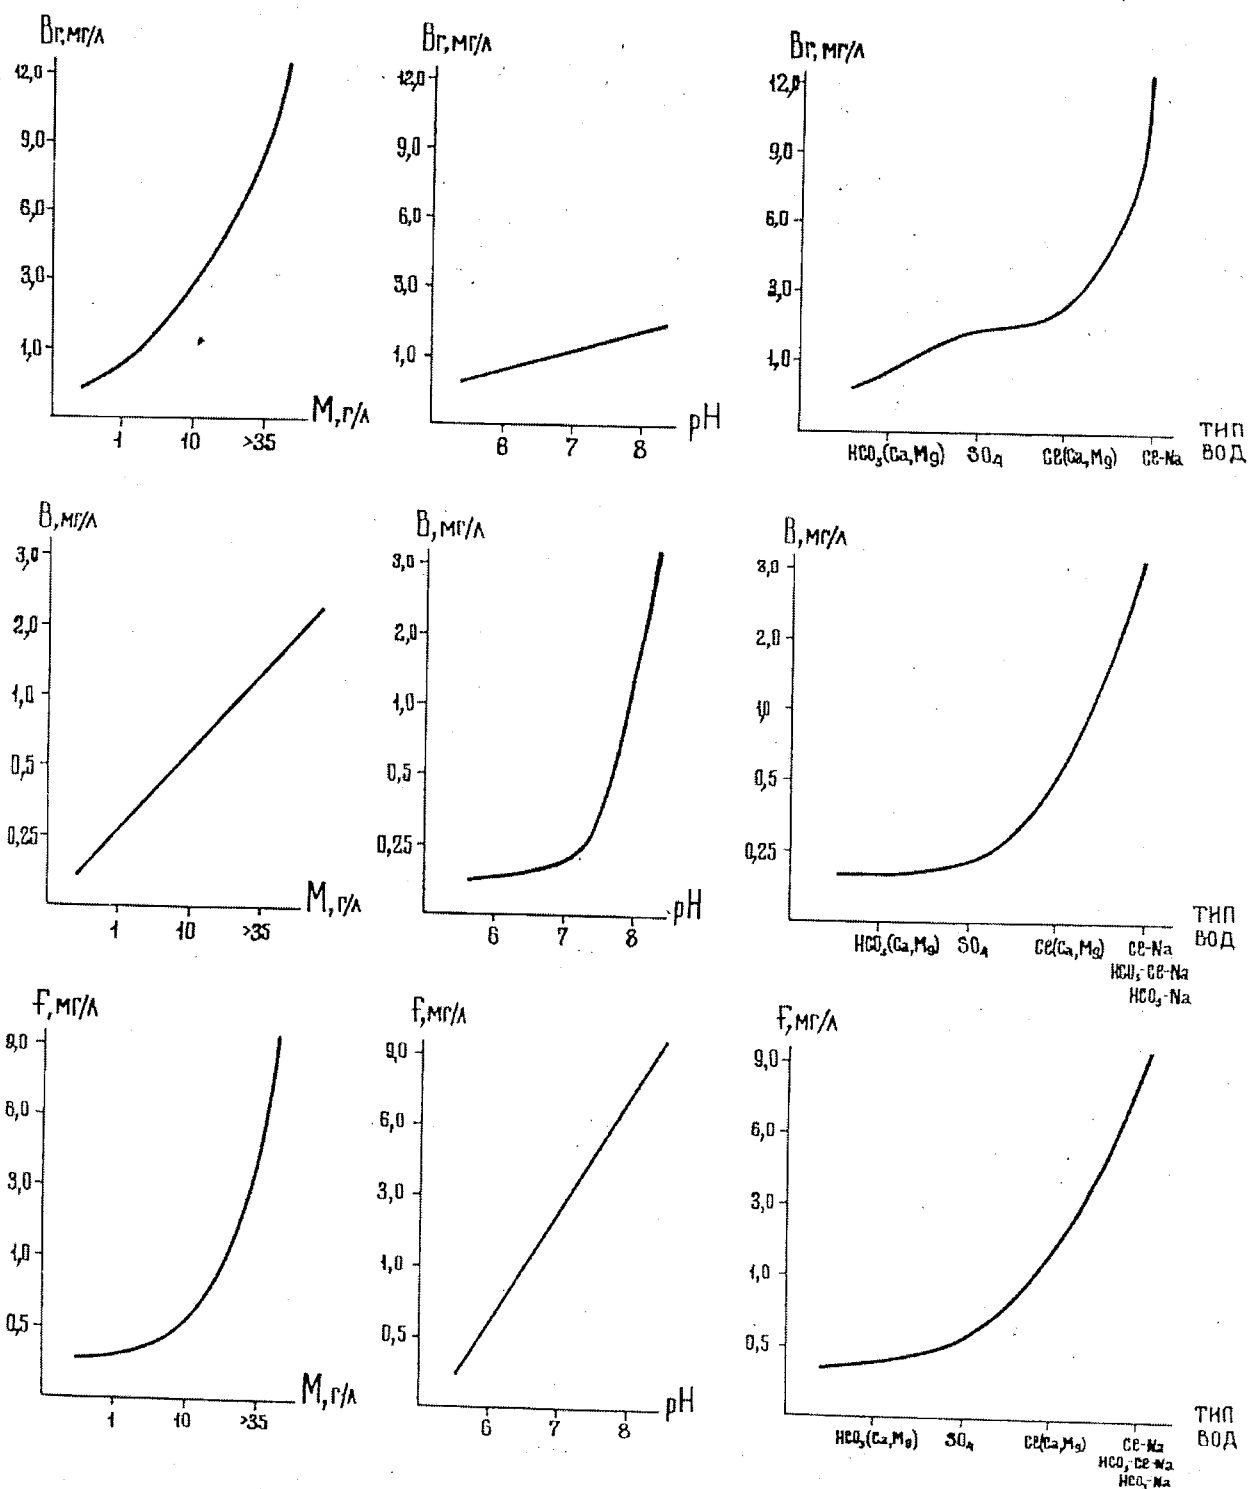 Br, мг/л
12,0
9,0
6,0
3,0
1,0
1
10
>35
М, г/л
Br, мг/л
12,0
9,0
6,0
3,0
1,0
6
7
8
pH
Br, мг/л
12,0
9,0
6,0
3,0
1,0
HCO₃(Ca,Mg)
SO₄
Cl(Ca,Mg)
Cl-Na
ТИП
ВОД
B, мг/л
3,0
2,0
1,0
0,5
0,25
1
10
>35
М, г/л
B, мг/л
3,0
2,0
1,0
0,5
0,25
6
7
8
pH
B, мг/л
3,0
2,0
1,0
0,5
0,25
HCO₃(Ca,Mg)
SO₄
Cl(Ca,Mg)
Cl-Na
HCO₃-Cl-Na
HCO₃-Na
ТИП
ВОД
F, мг/л
9,0
6,0
3,0
1,0
0,5
1
10
>35
М, г/л
F, мг/л
9,0
6,0
3,0
1,0
0,5
6
7
8
pH
F, мг/л
9,0
6,0
3,0
1,0
0,5
HCO₃(Ca,Mg)
SO₄
Cl(Ca,Mg)
Cl-Na
HCO₃-Cl-Na
HCO₃-Na
ТИП
ВОД